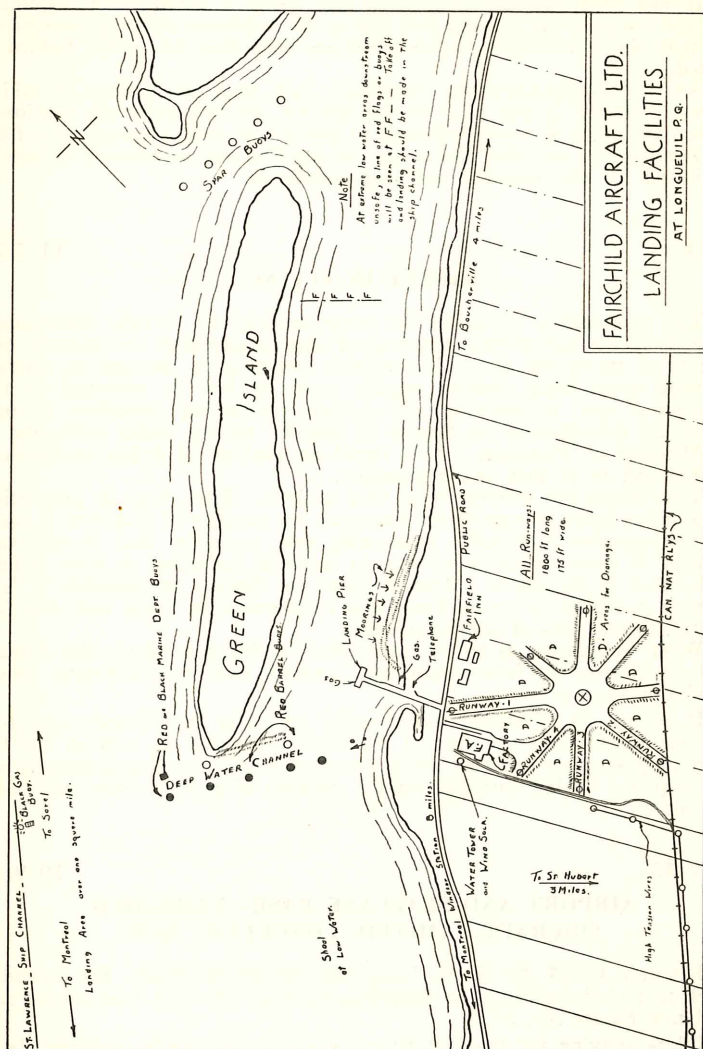 FAIRCHILD AIRCRAFT LTD.
LANDING FACILITIES
AT LONGUEUIL P.Q.
N
SPAR BUOYS
Note
At extreme low water areas downstream
unsafe, a line of red flags or buoys
will be seen at F F — — Take off
and landing should be made in the
ship channel.
F F F F
GREEN ISLAND
RED AND BLACK MARINE DEPT BUOYS
RED BARREL BUOYS
DEEP WATER CHANNEL
ST. LAWRENCE SHIP CHANNEL
BLACK GAS
BUOY.
To Sorel
To Montreal
Landing Area over one square mile.
Shoal
at Low Water.
LANDING PIER
MOORINGS
Gas
Gas.
Telephone
To Boucherville 4 miles
PUBLIC ROAD
FAIRFIELD
INN
All Runways:
1800 ft long
175 ft wide.
D. Areas for Drainage.
CAN NAT RL'YS
RUNWAY.1
RUNWAY.4
RUNWAY.3
RUNWAY
D
D
D
D
D
D
D
F.A.
FACTORY
WATER TOWER
and WIND SOCK.
To Montreal Windsor Station 8 miles.
To St Hubert
3 Miles.
High Tension Wires